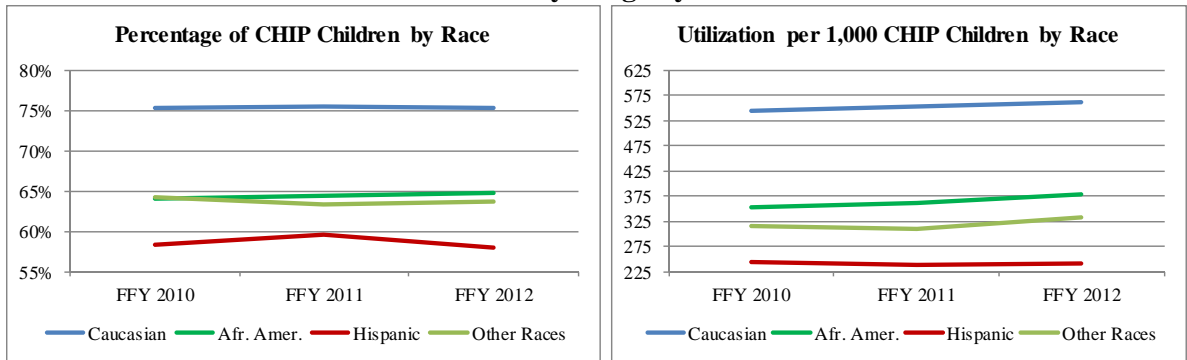 Percentage of CHIP Children by Race
80%
75%
70%
65%
60%
55%
FFY 2010 FFY 2011 FFY 2012
Caucasian Afr. Amer. Hispanic Other Races
Utilization per 1,000 CHIP Children by Race
625
575
525
475
425
375
325
275
225
FFY 2010 FFY 2011 FFY 2012
Caucasian Afr. Amer. Hispanic Other Races